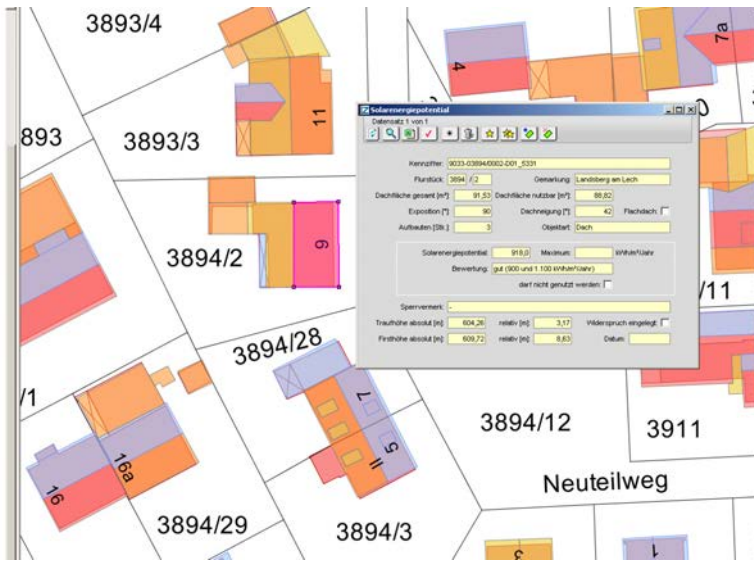 3893/4
893
3893/3
11
4
7a
0
Solarenergiepotential
Datensatz 1 von 1
Kennziffer: 9033-03894/0002-D01_5331
Flurstück: 3894 / 2 Gemarkung: Landsberg am Lech
Dachfläche gesamt [m²]: 91,53 Dachfläche nutzbar [m²]: 88,82
Exposition [°]: 90 Dachneigung [°]: 42 Flachdach:
Aufbauten [Stk.]: 3 Objektart: Dach
Solarenergiepotential: 918,0 Maximum: kWh/m²/Jahr
Bewertung: gut (900 und 1.100 kWh/m²/Jahr)
darf nicht genutzt werden:
Sperrvermerk: -
Traufhöhe absolut [m]: 604,26 relativ [m]: 3,17 Widerspruch eingelegt:
Firsthöhe absolut [m]: 609,72 relativ [m]: 8,63 Datum:
3894/2
9
/11
3894/28
7
5
II
/1
16
16a
3894/12
3911
Neuteilweg
3894/29
3894/3
3
1